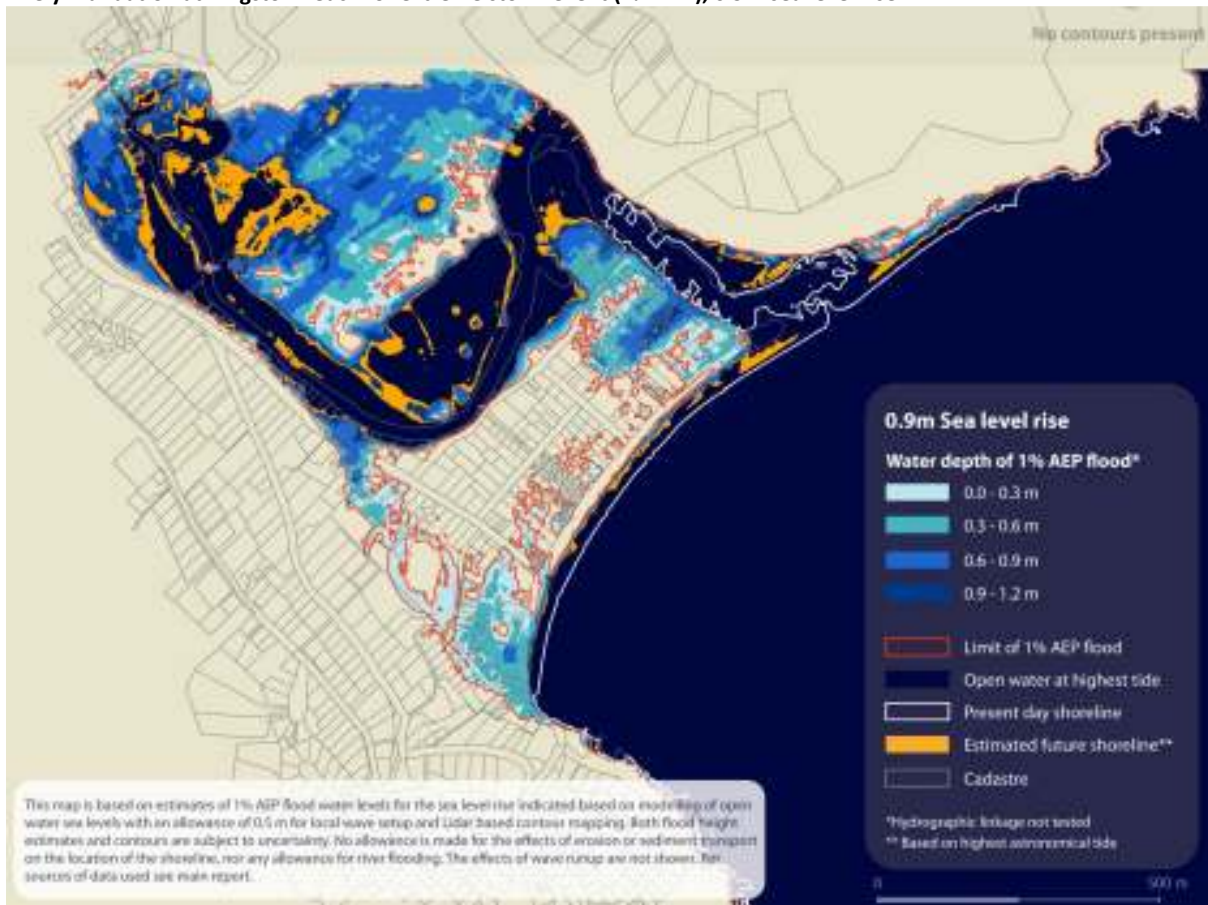 No contours present
0.9m Sea level rise
Water depth of 1% AEP flood*
0.0 - 0.3 m
0.3 - 0.6 m
0.6 - 0.9 m
0.9 - 1.2 m
Limit of 1% AEP flood
Open water at highest tide
Present day shoreline
Estimated future shoreline**
Cadastre
*Hydrographic linkage not tested
** Based on highest astronomical tide
0 500 m
This map is based on estimates of 1% AEP flood water levels for the sea level rise indicated based on modelling of open
water sea levels with an allowance of 0.5 m for local wave setup and Lidar based contour mapping. Both flood height
estimates and contours are subject to uncertainty. No allowance is made for the effects of erosion or sediment transport
on the location of the shoreline, nor any allowance for river flooding. The effects of wave runup are not shown. For
sources of data used see main report.